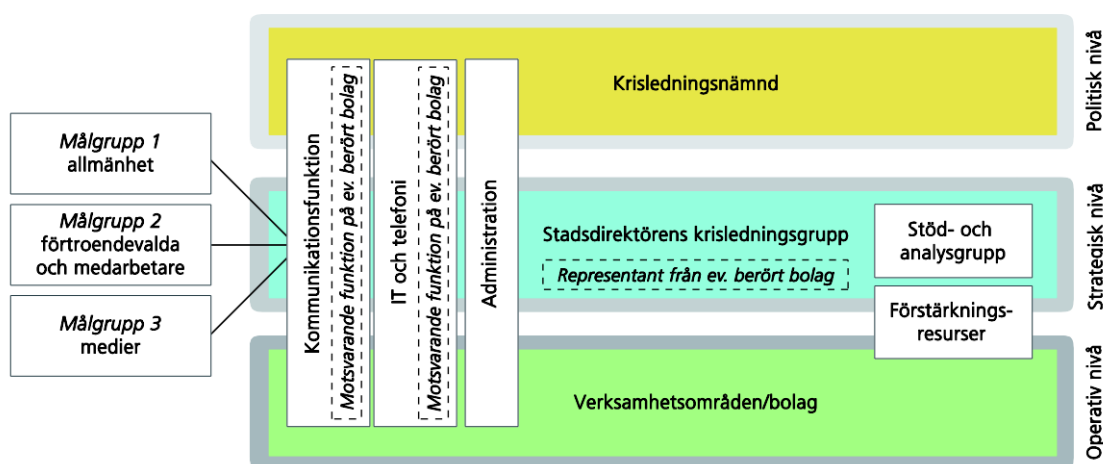 Målgrupp 1
allmänhet
Målgrupp 2
förtroendevalda
och medarbetare
Målgrupp 3
medier
Kommunikationsfunktion
Motsvarande funktion på ev. berört bolag
IT och telefoni
Motsvarande funktion på ev. berört bolag
Administration
Krisledningsnämnd
Politisk nivå
Stadsdirektörens krisledningsgrupp
Representant från ev. berört bolag
Stöd- och
analysgrupp
Förstärknings-
resurser
Strategisk nivå
Verksamhetsområden/bolag
Operativ nivå